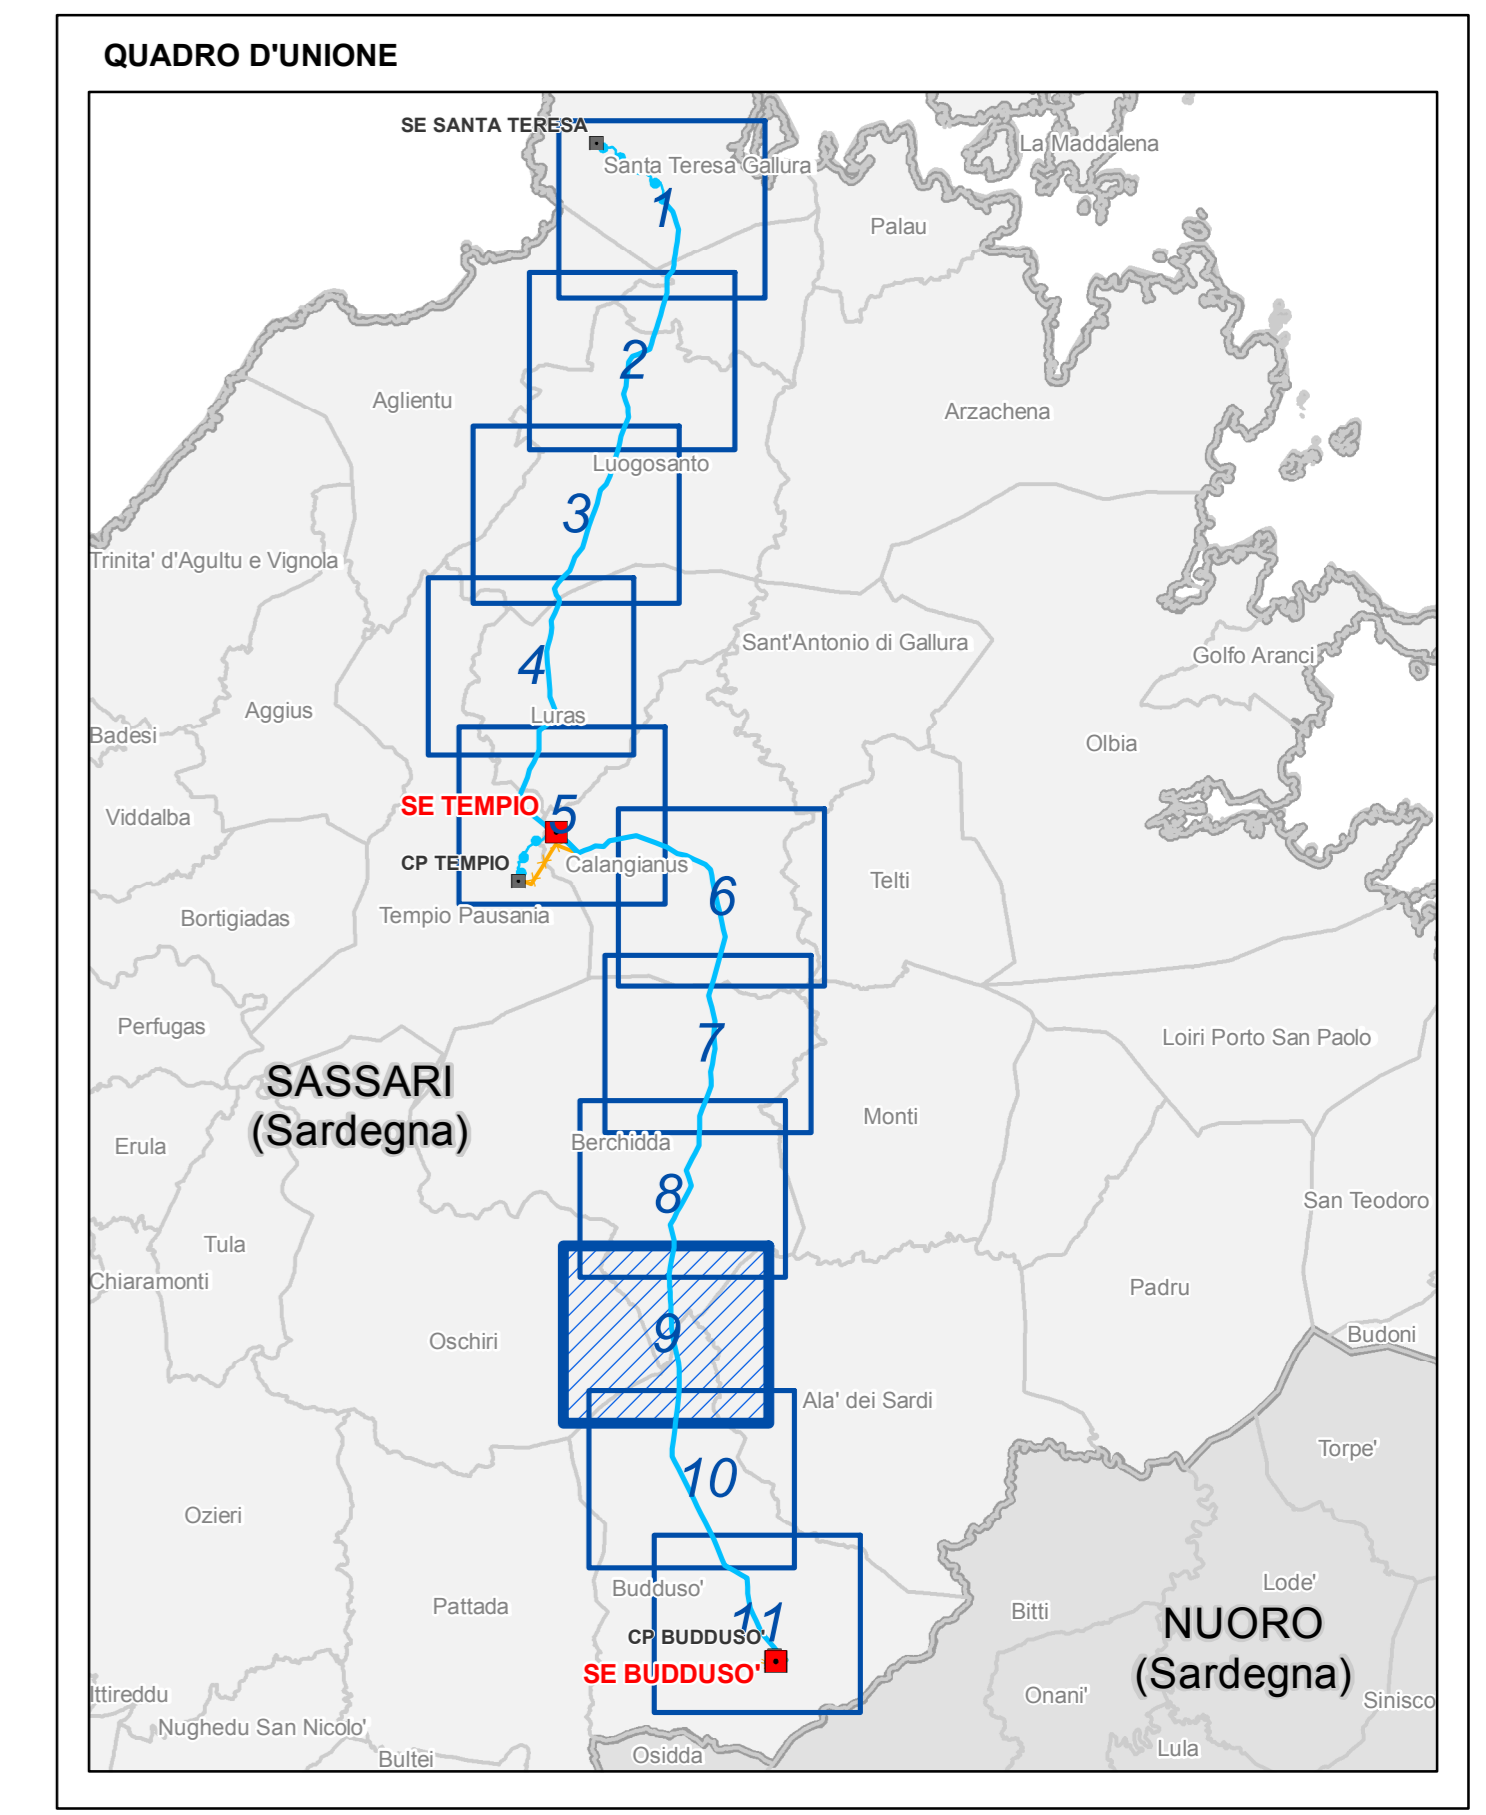 QUADRO D'UNIONE
SE SANTA TERESA
La Maddalena
Santa Teresa Gallura
1
Palau
2
Aglientu
Arzachena
Luogosanto
3
Trinita' d'Agultu e Vignola
Sant'Antonio di Gallura
Golfo Aranci
4
Aggius
Luras
Badesi
Olbia
SE TEMPIO
5
Viddalba
CP TEMPIO
Calangianus
Telti
6
Bortigiadas
Tempio Pausania
Perfugas
Loiri Porto San Paolo
7
SASSARI
(Sardegna)
Monti
Erula
Berchidda
8
San Teodoro
Tula
Chiaramonti
Padru
9
Oschiri
Budoni
Ala' dei Sardi
Torpe'
10
Ozieri
Lode'
Budduso'
Pattada
Bitti
11
NUORO
(Sardegna)
CP BUDDUSO'
SE BUDDUSO'
Ittireddu
Onani'
Sinisco
Nughedu San Nicolo'
Lula
Osidda
Bultei